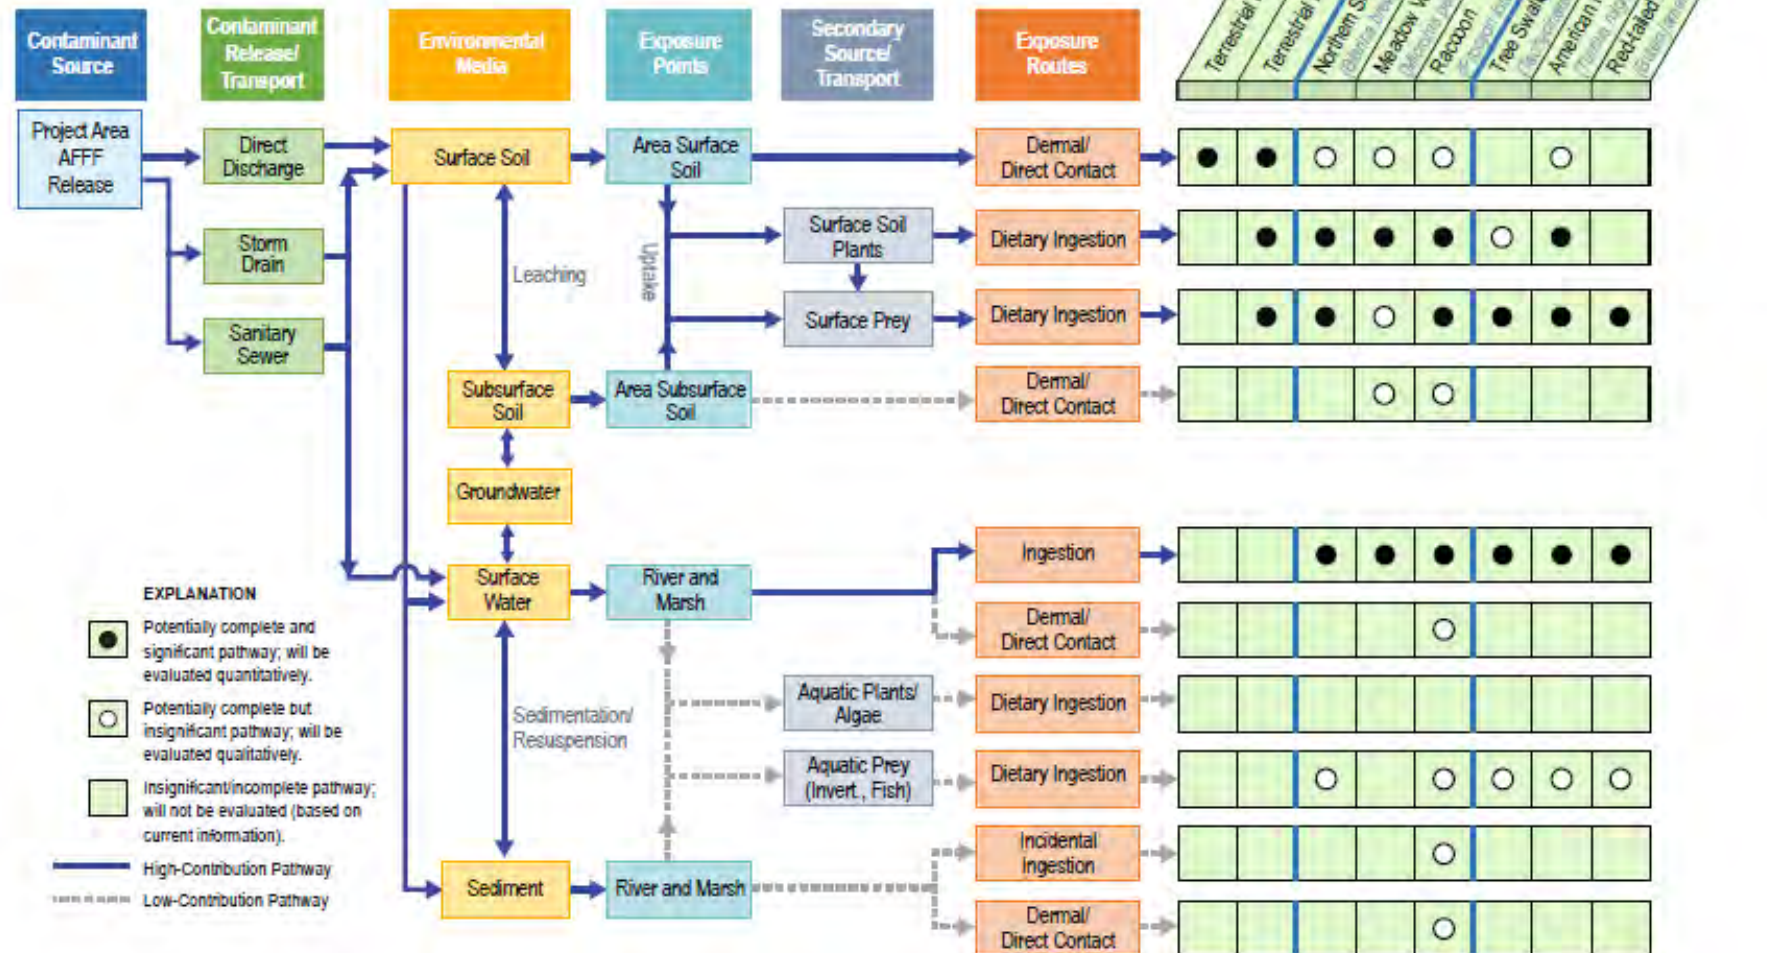 Contaminant
Source
Contaminant
Release/
Transport
Environmental
Media
Exposure
Points
Secondary
Source/
Transport
Exposure
Routes
Terrestrial
Terrestrial
Northern
Meadow
Racoon
Tree
American
Red-tailed
Project Area
AFFF
Release
Direct
Discharge
Surface Soil
Area Surface
Soil
Dermal/
Direct Contact
Storm
Drain
Surface Soil
Plants
Dietary Ingestion
Leaching
Uptake
Sanitary
Sewer
Surface Prey
Dietary Ingestion
Subsurface
Soil
Area Subsurface
Soil
Dermal/
Direct Contact
Groundwater
Surface
Water
River and
Marsh
Ingestion
Dermal/
Direct Contact
Sedimentation/
Resuspension
Aquatic Plants/
Algae
Dietary Ingestion
Aquatic Prey
(Invert., Fish)
Dietary Ingestion
Incidental
Ingestion
Sediment
River and Marsh
Dermal/
Direct Contact
EXPLANATION
Potentially complete and
significant pathway; will be
evaluated quantitatively.
Potentially complete but
insignificant pathway; will be
evaluated qualitatively.
Insignificant/incomplete pathway;
will not be evaluated (based on
current information).
High-Contribution Pathway
Low-Contribution Pathway